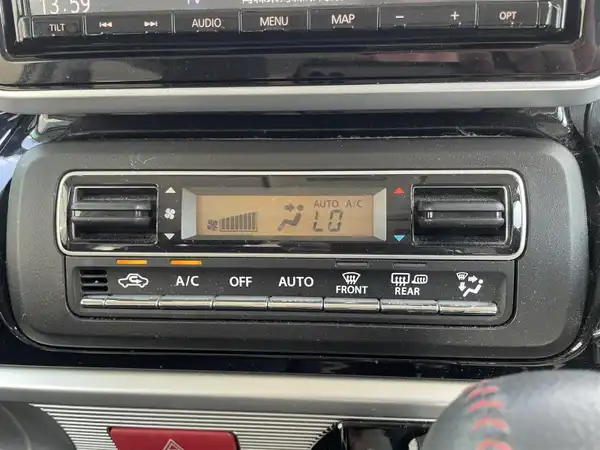 13:59
TILT AUDIO MENU MAP OPT
AUTO A/C
LO
A/C OFF AUTO FRONT REAR